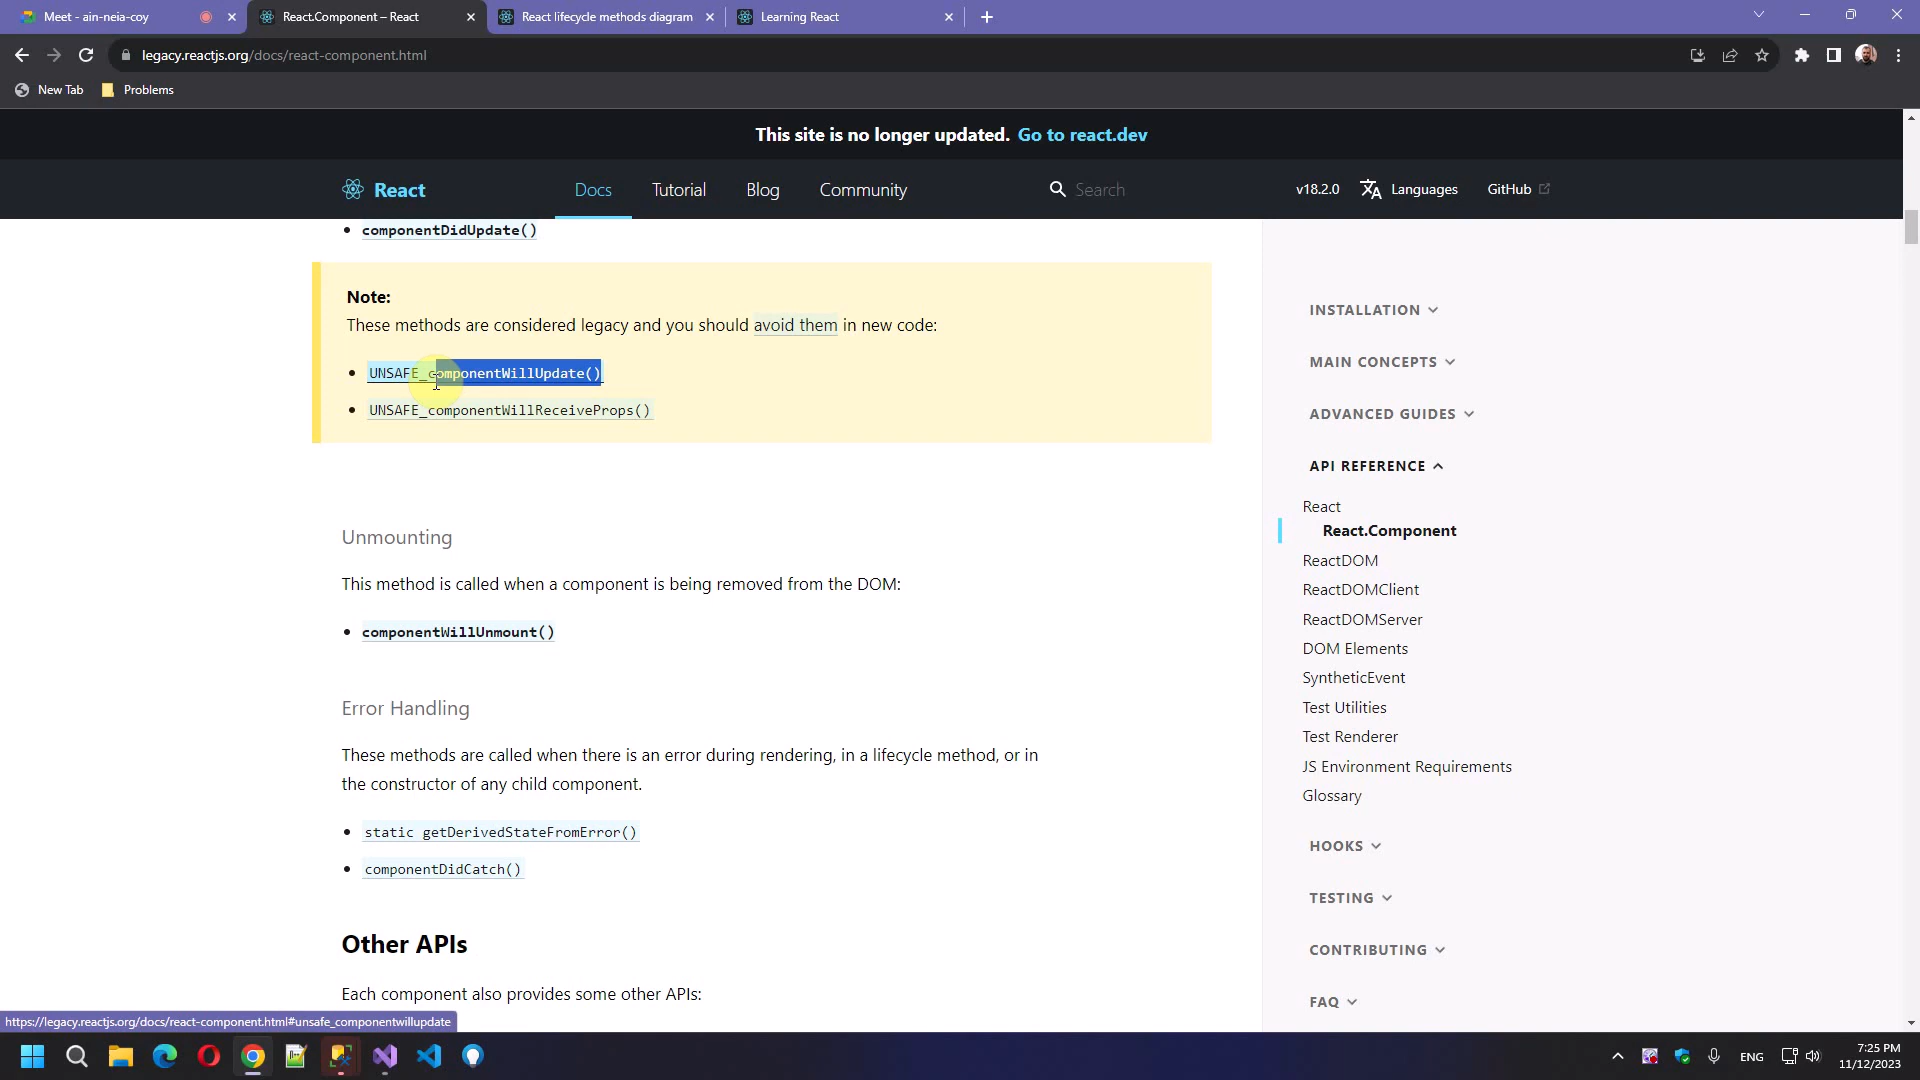 Meet - ain-neia-coy
React.Component – React
React lifecycle methods diagram
Learning React
legacy.reactjs.org/docs/react-component.html
New Tab
Problems
This site is no longer updated. Go to react.dev
React
Docs
Tutorial
Blog
Community
Search
v18.2.0
Languages
GitHub
componentDidUpdate()
Note:
These methods are considered legacy and you should avoid them in new code:
UNSAFE_componentWillUpdate()
UNSAFE_componentWillReceiveProps()
Unmounting
This method is called when a component is being removed from the DOM:
componentWillUnmount()
Error Handling
These methods are called when there is an error during rendering, in a lifecycle method, or in
the constructor of any child component.
static getDerivedStateFromError()
componentDidCatch()
Other APIs
Each component also provides some other APIs:
INSTALLATION
MAIN CONCEPTS
ADVANCED GUIDES
API REFERENCE
React
React.Component
ReactDOM
ReactDOMClient
ReactDOMServer
DOM Elements
SyntheticEvent
Test Utilities
Test Renderer
JS Environment Requirements
Glossary
HOOKS
TESTING
CONTRIBUTING
FAQ
https://legacy.reactjs.org/docs/react-component.html#unsafe_componentwillupdate
ENG
7:25 PM
11/12/2023